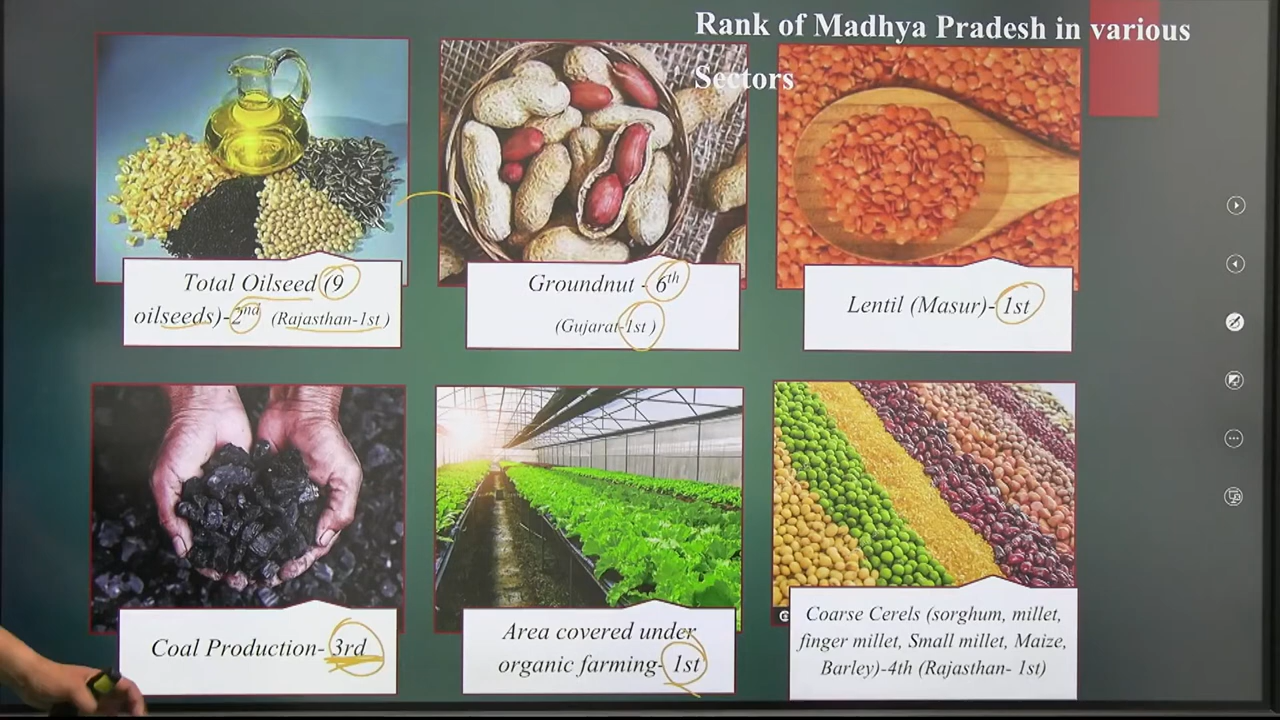 Rank of Madhya Pradesh in various
Sectors
Total Oilseed (9
oilseeds)-2nd (Rajasthan-1st )
Groundnut - 6th
(Gujarat-1st )
Lentil (Masur)- 1st
Coal Production- 3rd
Area covered under
organic farming- 1st
Coarse Cerels (sorghum, millet,
finger millet, Small millet, Maize,
Barley)-4th (Rajasthan- 1st)